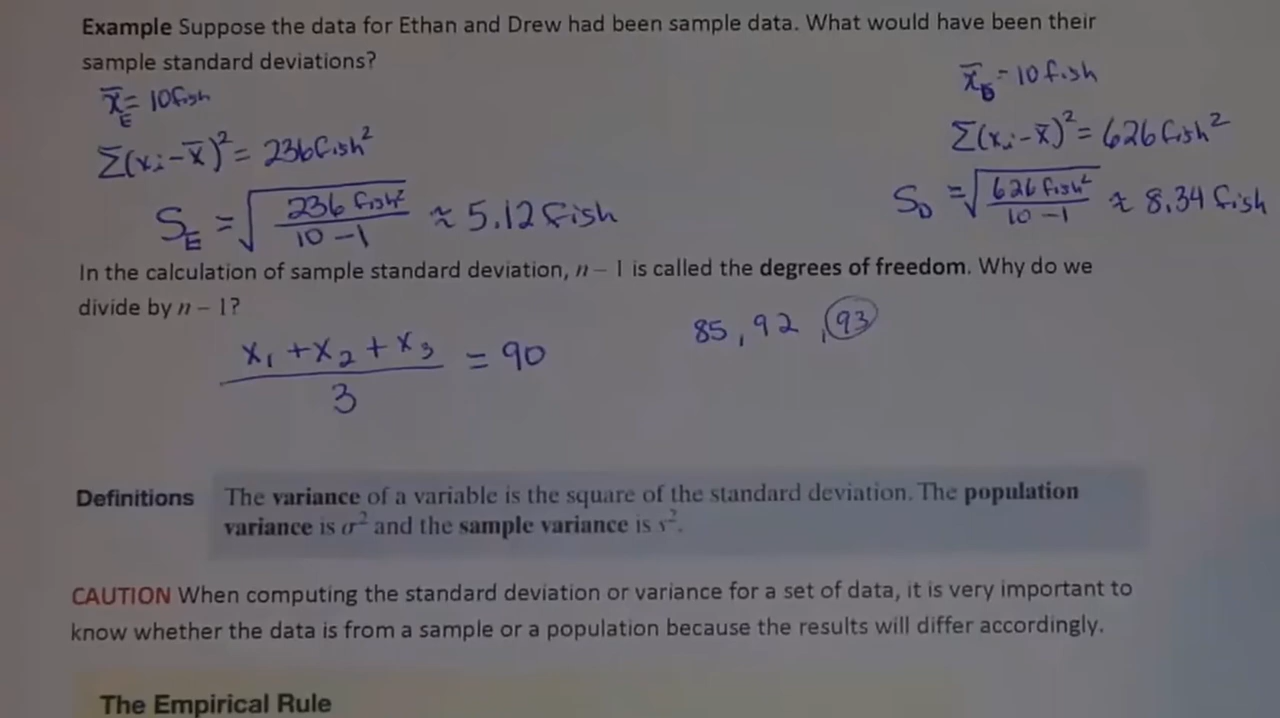 Example Suppose the data for Ethan and Drew had been sample data. What would have been their
sample standard deviations?
x̄_E = 10 fish
Σ(xᵢ-x̄)² = 236 fish²
S_E = √(236 fish²/(10-1)) ≈ 5.12 fish
x̄_D = 10 fish
Σ(xᵢ-x̄)² = 626 fish²
S_D = √(626 fish²/(10-1)) ≈ 8.34 fish
In the calculation of sample standard deviation, n – 1 is called the degrees of freedom. Why do we
divide by n – 1?
(x₁ + x₂ + x₃)/3 = 90
85, 92, 93
Definitions
The variance of a variable is the square of the standard deviation. The population
variance is σ² and the sample variance is s².
CAUTION When computing the standard deviation or variance for a set of data, it is very important to
know whether the data is from a sample or a population because the results will differ accordingly.
The Empirical Rule